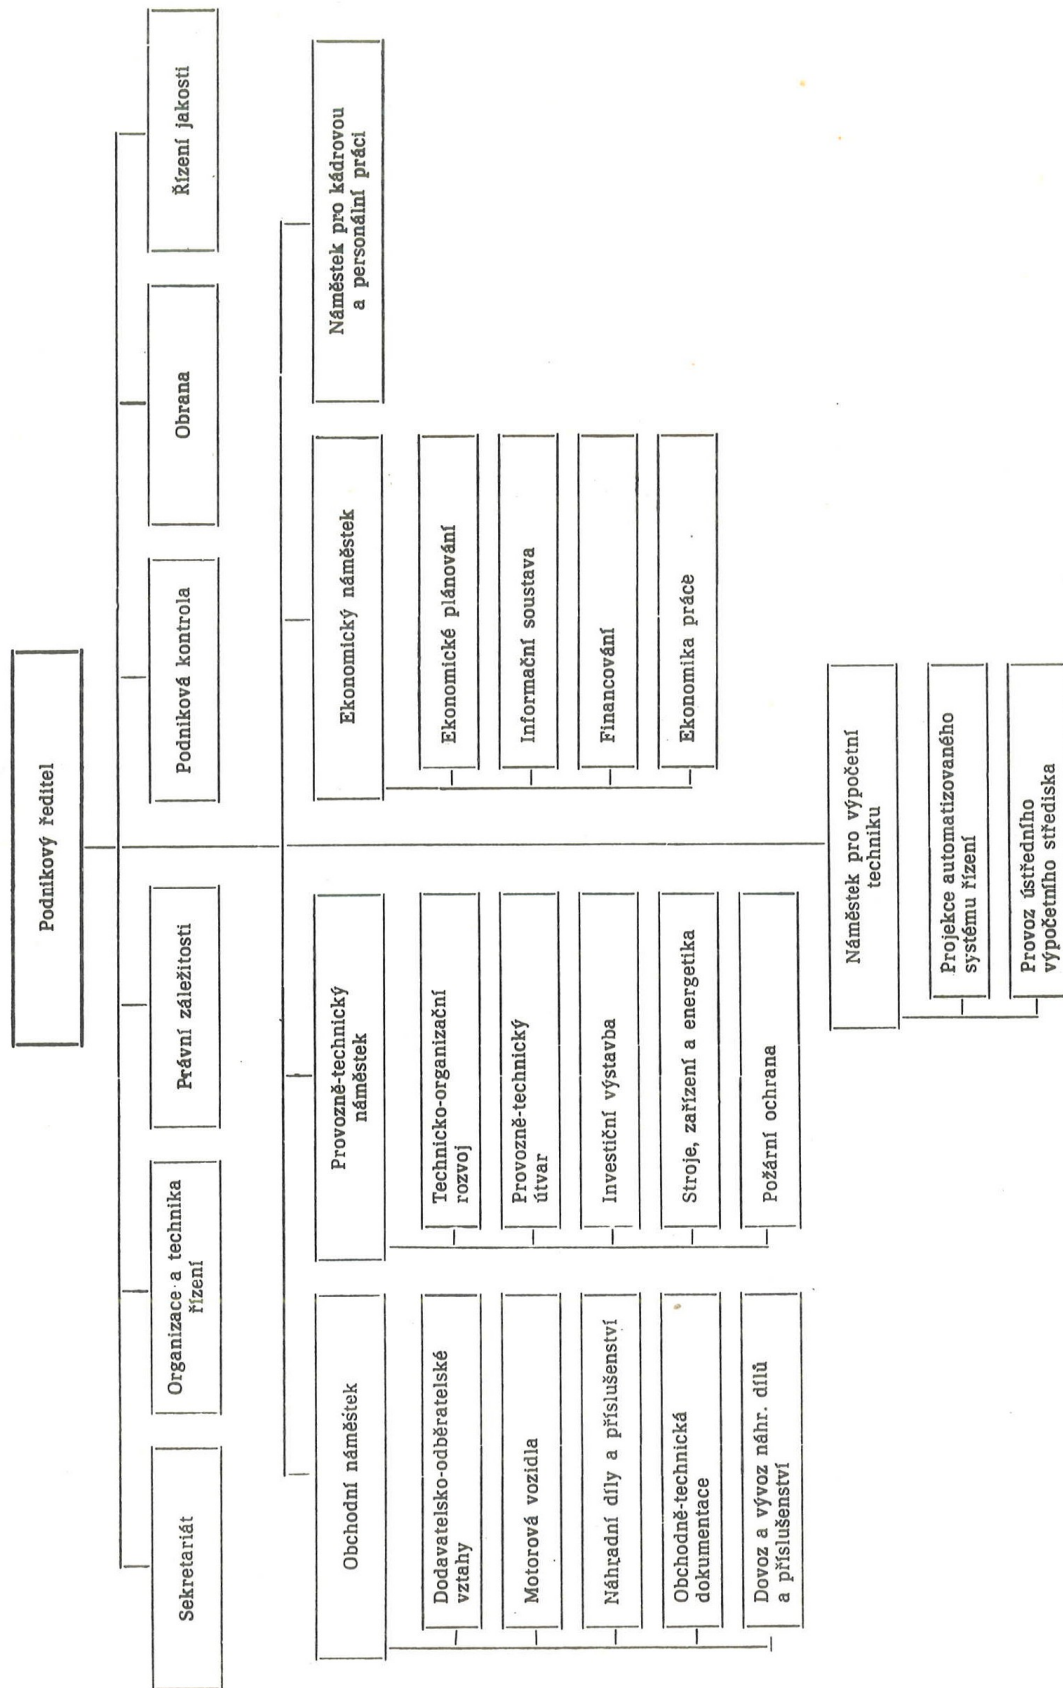 Podnikový ředitel
Sekretariát
Organizace a technika
řízení
Právní záležitosti
Podniková kontrola
Obrana
Řízení jakosti
Obchodní náměstek
Dodavatelsko-odběratelské
vztahy
Motorová vozidla
Náhradní díly a příslušenství
Obchodně-technická
dokumentace
Dovoz a vývoz náhr. dílů
a příslušenství
Provozně-technický
náměstek
Technicko-organizační
rozvoj
Provozně-technický
útvar
Investiční výstavba
Stroje, zařízení a energetika
Požární ochrana
Ekonomický náměstek
Ekonomické plánování
Informační soustava
Financování
Ekonomika práce
Náměstek pro kádrovou
a personální práci
Náměstek pro výpočetní
techniku
Projekce automatizovaného
systému řízení
Provoz ústředního
výpočetního střediska